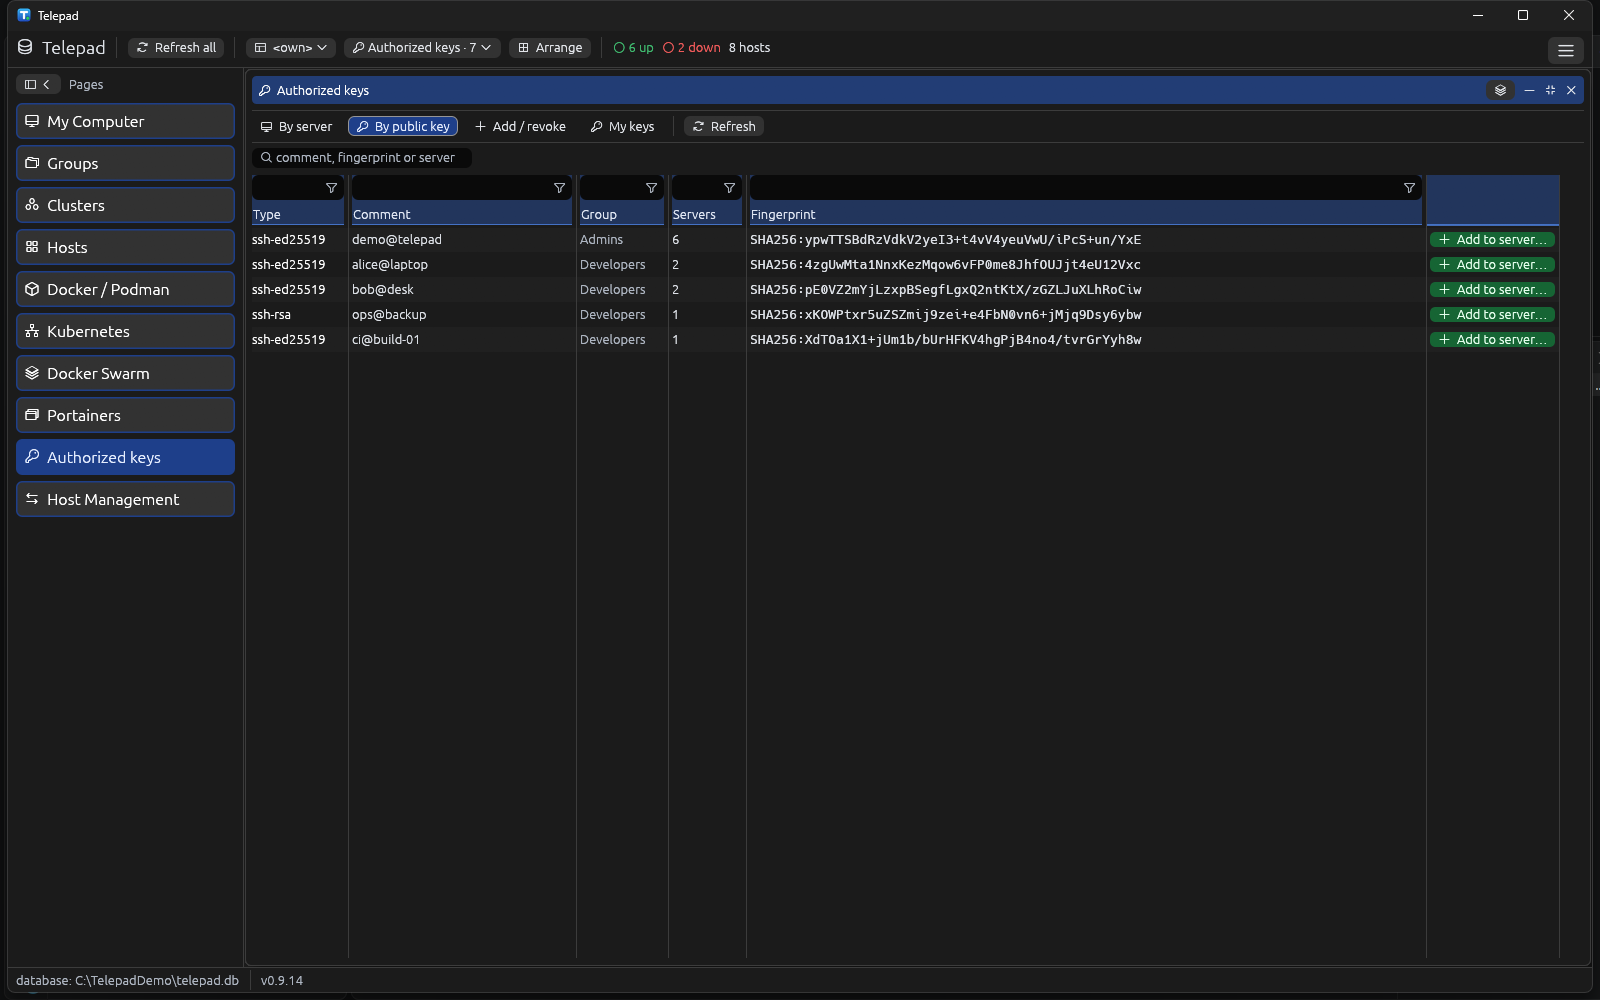 Telepad
Telepad Refresh all <own> Authorized keys · 7 Arrange 6 up 2 down 8 hosts
Pages
My Computer
Groups
Clusters
Hosts
Docker / Podman
Kubernetes
Docker Swarm
Portainers
Authorized keys
Host Management
Authorized keys
By server By public key Add / revoke My keys Refresh
comment, fingerprint or server
Type Comment Group Servers Fingerprint
ssh-ed25519 demo@telepad Admins 6 SHA256:ypwTTSBdRzVdkV2yeI3+t4vV4yeuVwU/iPcS+un/YxE + Add to server...
ssh-ed25519 alice@laptop Developers 2 SHA256:4zgUwMta1NnxKezMqow6vFP0me8JhfOUJjt4eU12Vxc + Add to server...
ssh-ed25519 bob@desk Developers 2 SHA256:pE0VZ2mYjLzxpBSegfLgxQ2ntKtX/zGZLJuXLhRoCiw + Add to server...
ssh-rsa ops@backup Developers 1 SHA256:xKOWPtxr5uZSZmij9zei+e4FbN0vn6+jMjq9Dsy6ybw + Add to server...
ssh-ed25519 ci@build-01 Developers 1 SHA256:XdTOa1X1+jUm1b/bUrHFKV4hgPjB4no4/tvrGrYyh8w + Add to server...
database: C:\TelepadDemo\telepad.db v0.9.14